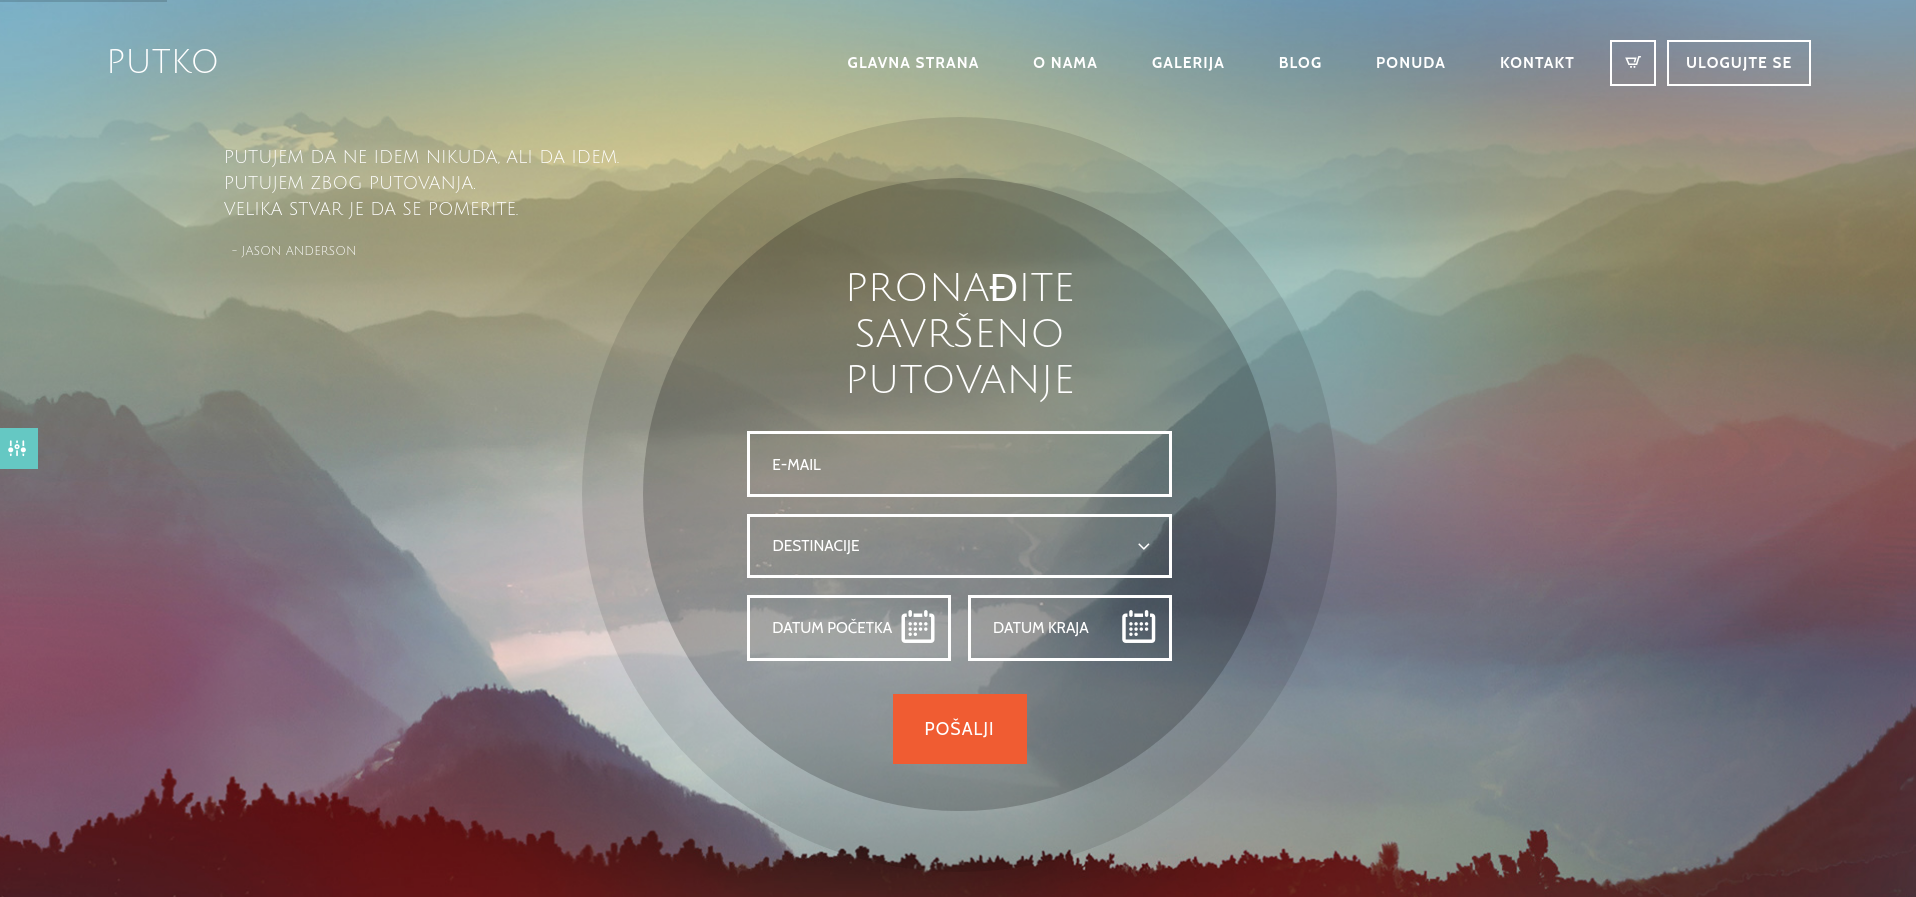 PUTKO
GLAVNA STRANA
O NAMA
GALERIJA
BLOG
PONUDA
KONTAKT
ULOGUJTE SE
PUTUJEM DA NE IDEM NIKUDA, ALI DA IDEM.
PUTUJEM ZBOG PUTOVANJA.
VELIKA STVAR JE DA SE POMERITE.
- JASON ANDERSON
PRONAĐITE
SAVRŠENO
PUTOVANJE
E-MAIL
DESTINACIJE
DATUM POČETKA
DATUM KRAJA
POŠALJI